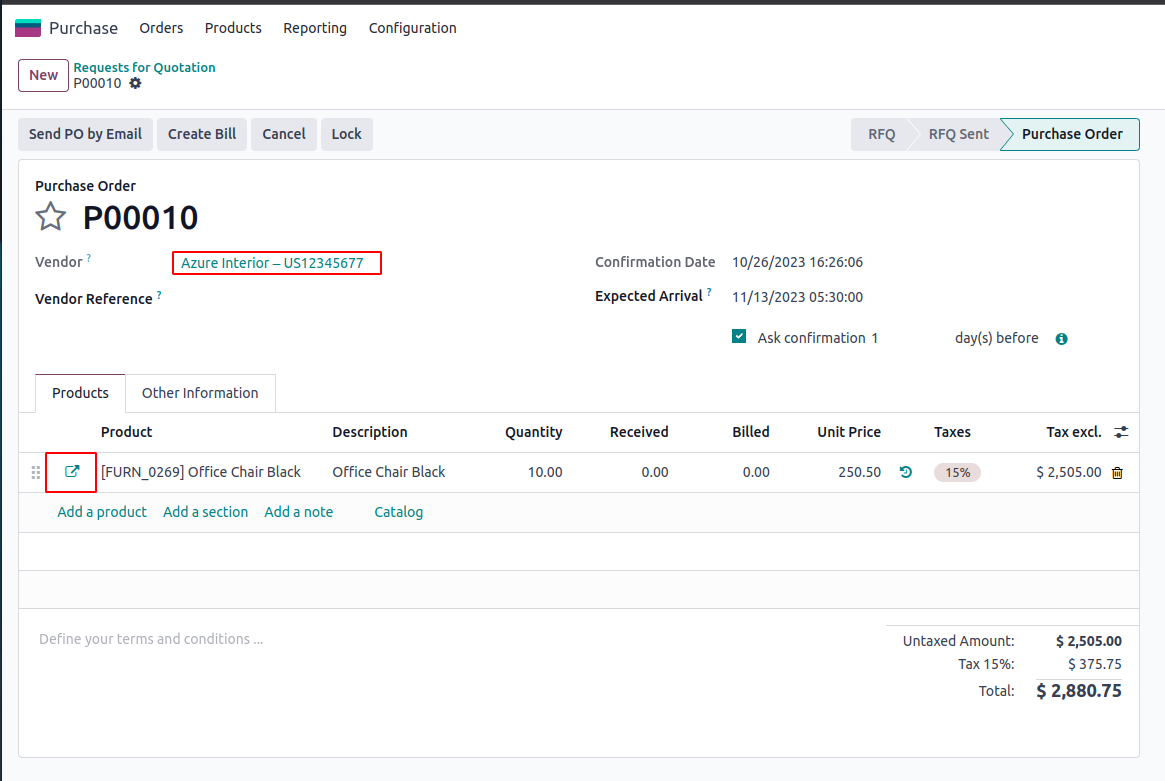 Purchase Orders Products Reporting Configuration
New Requests for Quotation
P00010
Send PO by Email Create Bill Cancel Lock RFQ RFQ Sent Purchase Order
Purchase Order
P00010
Vendor ? Azure Interior – US12345677 Confirmation Date 10/26/2023 16:26:06
Vendor Reference ? Expected Arrival ? 11/13/2023 05:30:00
Ask confirmation 1 day(s) before
Products Other Information
Product Description Quantity Received Billed Unit Price Taxes Tax excl.
[FURN_0269] Office Chair Black Office Chair Black 10.00 0.00 0.00 250.50 15% $ 2,505.00
Add a product Add a section Add a note Catalog
Define your terms and conditions ... Untaxed Amount: $ 2,505.00
Tax 15%: $ 375.75
Total: $ 2,880.75